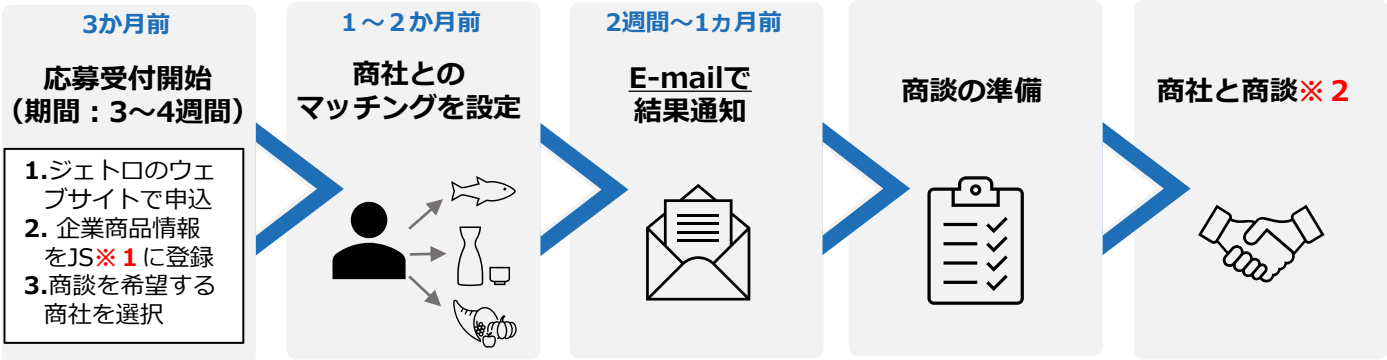 3か月前
応募受付開始
（期間：3～4週間）
1.ジェトロのウェ
ブサイトで申込
2. 企業商品情報
をJS※１に登録
3.商談を希望する
商社を選択
１～２か月前
商社との
マッチングを設定
2週間～1ヵ月前
E-mailで
結果通知
商談の準備
商社と商談※２